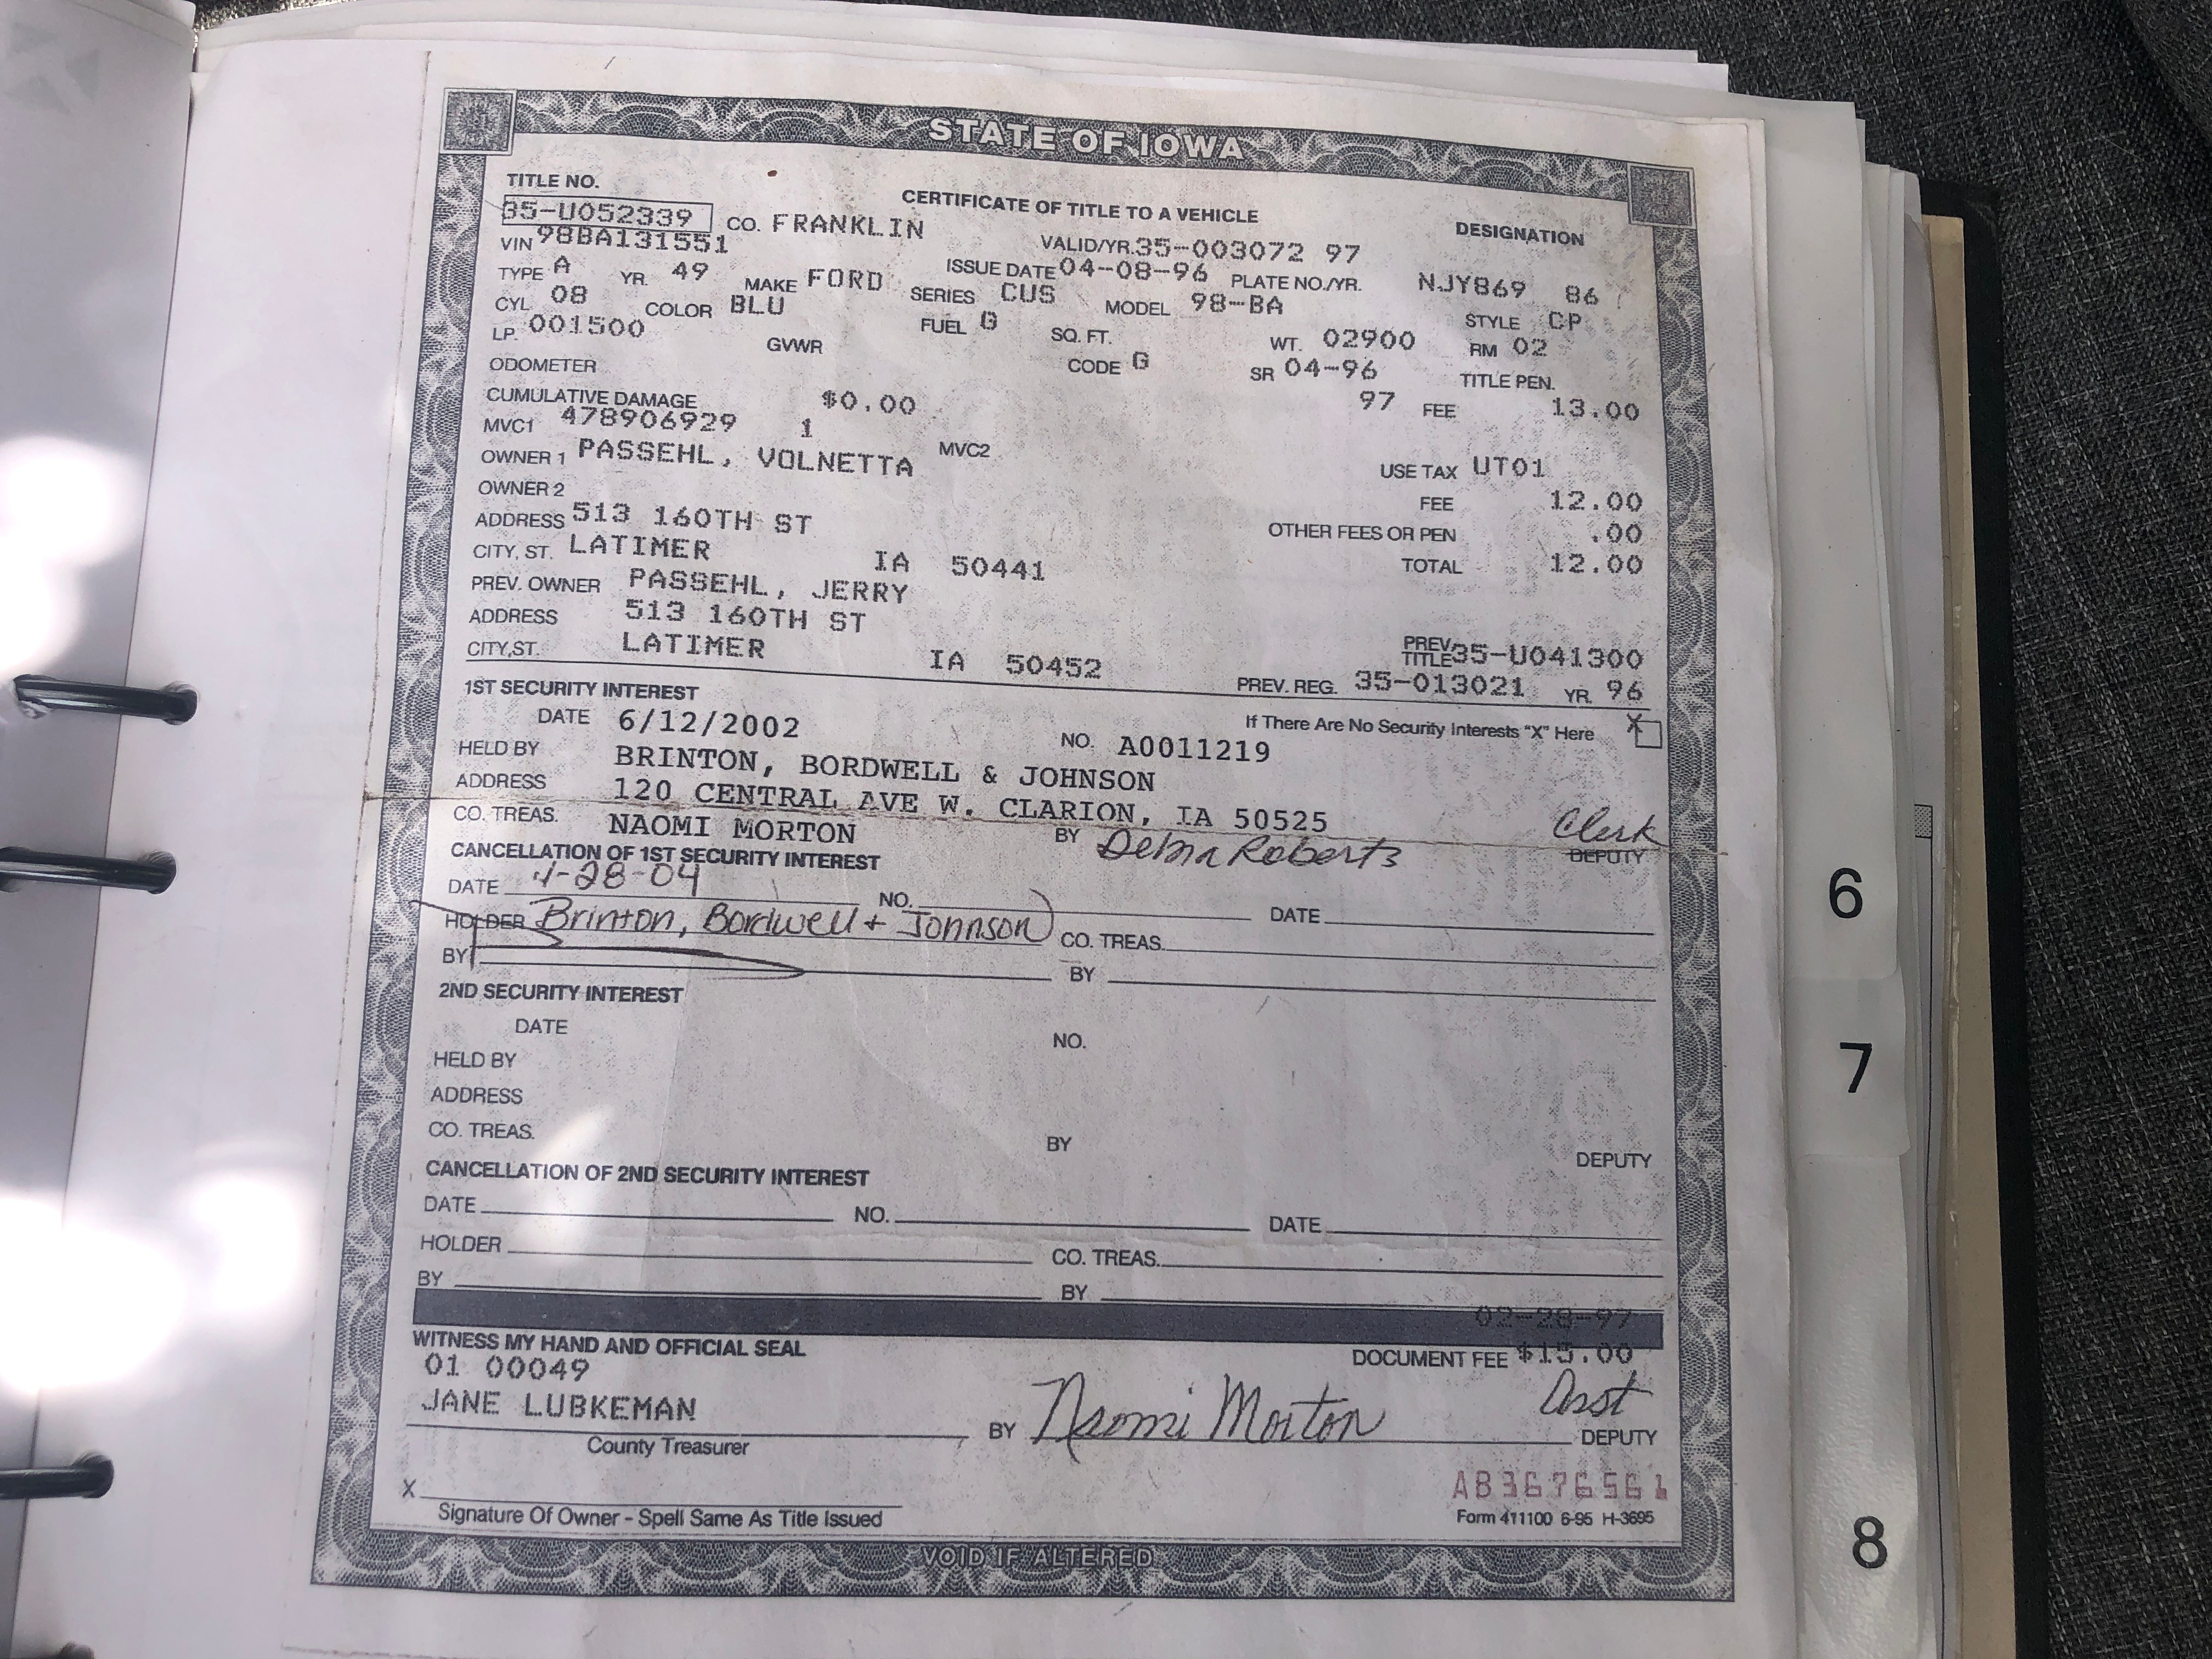 STATE OF IOWA
TITLE NO.
35-U052339 CO. FRANKLIN CERTIFICATE OF TITLE TO A VEHICLE DESIGNATION
VIN 98BA131551 VALID/YR. 35-003072 97
TYPE A YR. 49 MAKE FORD ISSUE DATE 04-08-96 PLATE NO./YR. NJY869 86
CYL 08 COLOR BLU SERIES CUS MODEL 98-BA STYLE CP
LP. 001500 GVWR FUEL G SQ. FT. WT. 02900 RM 02
ODOMETER CODE G SR 04-96 TITLE PEN.
CUMULATIVE DAMAGE $0.00 97 FEE 13.00
MVC1 478906929 1 MVC2
OWNER 1 PASSEHL, VOLNETTA USE TAX UT01
OWNER 2 FEE 12.00
ADDRESS 513 160TH ST OTHER FEES OR PEN .00
CITY, ST. LATIMER IA 50441 TOTAL 12.00
PREV. OWNER PASSEHL, JERRY
ADDRESS 513 160TH ST
CITY,ST. LATIMER IA 50452 PREV. TITLE 35-U041300
PREV. REG. 35-013021 YR. 96
1ST SECURITY INTEREST
DATE 6/12/2002 NO. A0011219 If There Are No Security Interests "X" Here X
HELD BY BRINTON, BORDWELL & JOHNSON
ADDRESS 120 CENTRAL AVE W. CLARION, IA 50525
CO. TREAS. NAOMI MORTON BY Debra Roberts Clerk DEPUTY
CANCELLATION OF 1ST SECURITY INTEREST
DATE NO. DATE
HOLDER Brinton, Bordwell + Johnson CO. TREAS.
BY BY
2ND SECURITY INTEREST
DATE NO.
HELD BY
ADDRESS
CO. TREAS. BY DEPUTY
CANCELLATION OF 2ND SECURITY INTEREST
DATE NO. DATE
HOLDER CO. TREAS.
BY BY
02-28-97
WITNESS MY HAND AND OFFICIAL SEAL DOCUMENT FEE $15.00
01 00049
JANE LUBKEMAN BY Naomi Morton Asst DEPUTY
County Treasurer
AB3676561
X
Signature Of Owner - Spell Same As Title Issued Form 411100 6-95 H-3695
VOID IF ALTERED
6
7
8